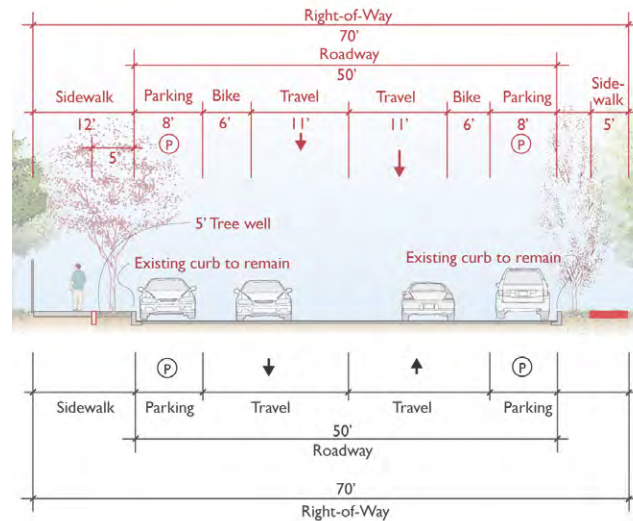 Right-of-Way
70'
Roadway
50'
Sidewalk Parking Bike Travel Travel Bike Parking Side-
walk
12' 8' 6' 11' 11' 6' 8' 5'
5' P P
5' Tree well
Existing curb to remain Existing curb to remain
P P
Sidewalk Parking Travel Travel Parking
50'
Roadway
70'
Right-of-Way